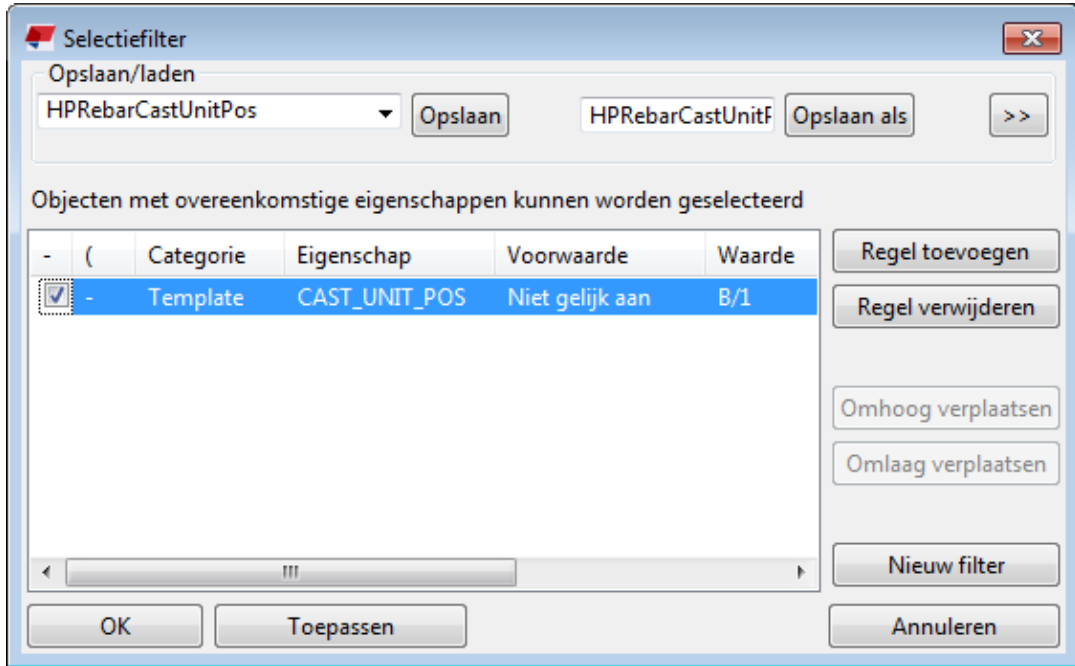 Selectiefilter
Opslaan/laden
HPRebarCastUnitPos Opslaan HPRebarCastUnitF Opslaan als >>
Objecten met overeenkomstige eigenschappen kunnen worden geselecteerd
- ( Categorie Eigenschap Voorwaarde Waarde
- Template CAST_UNIT_POS Niet gelijk aan B/1
Regel toevoegen
Regel verwijderen
Omhoog verplaatsen
Omlaag verplaatsen
Nieuw filter
OK Toepassen Annuleren